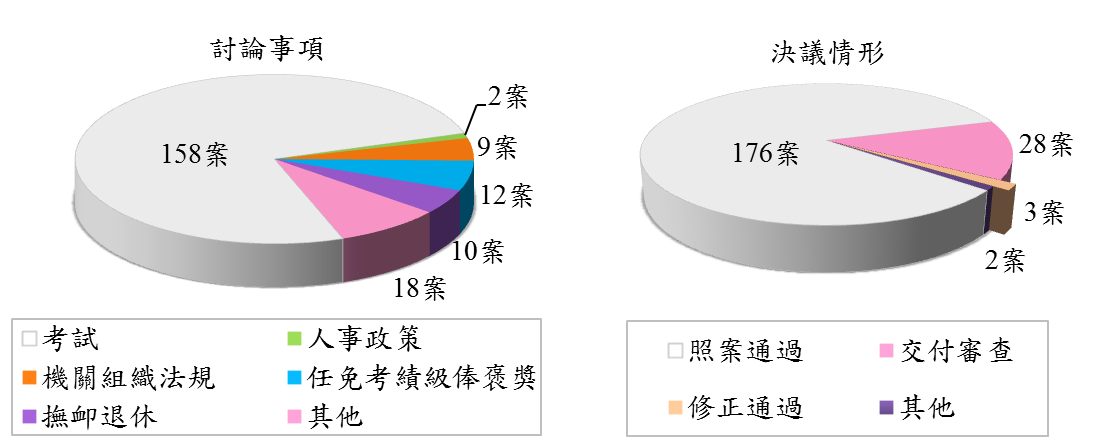 討論事項
2案
158案
9案
12案
10案
18案
考試
人事政策
機關組織法規
任免考績級俸褒獎
撫卹退休
其他
決議情形
176案
28案
3案
2案
照案通過
交付審查
修正通過
其他